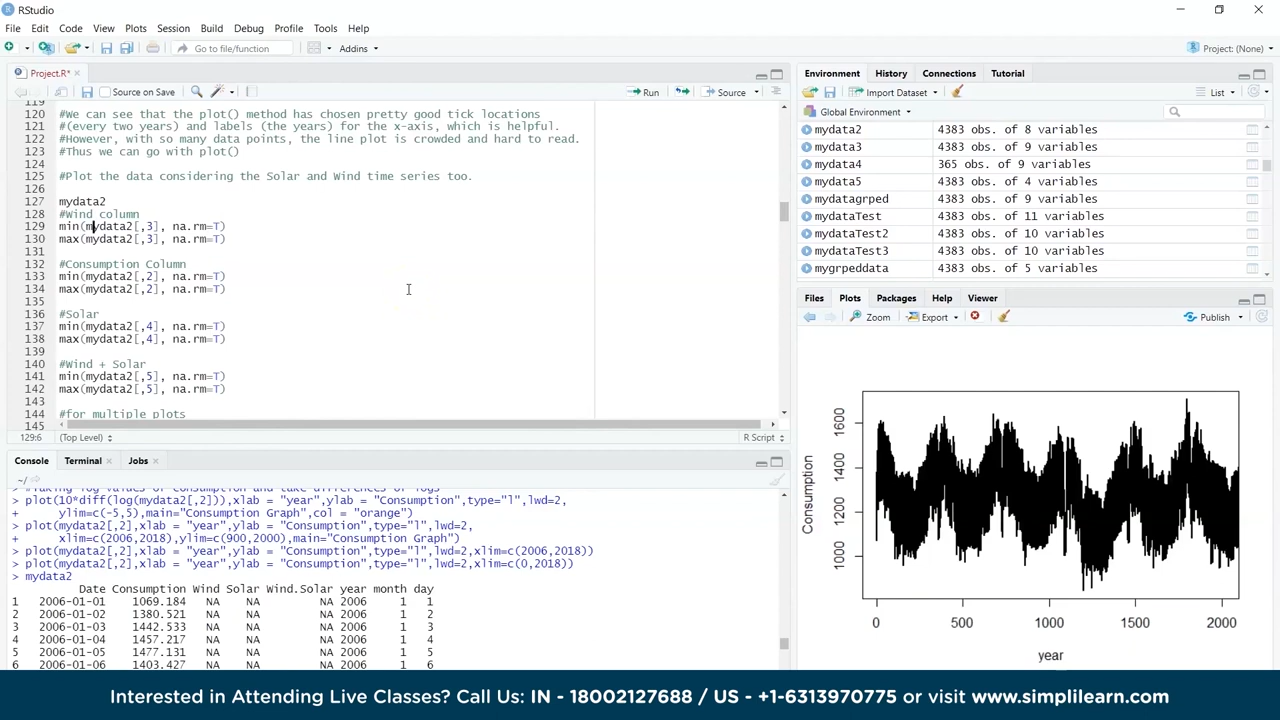 RStudio
File Edit Code View Plots Session Build Debug Profile Tools Help
Go to file/function Addins Project: (None)
Project.R*
Source on Save Run Source
119
120 #We can see that the plot() method has chosen pretty good tick locations
121 #(every two years) and labels (the years) for the x-axis, which is helpful.
122 #However, with so many data points, the line plot is crowded and hard to read.
123 #Thus we can go with plot()
124
125 #Plot the data considering the Solar and Wind time series too.
126
127 mydata2
128 #Wind column
129 min(mydata2[,3], na.rm=T)
130 max(mydata2[,3], na.rm=T)
131
132 #Consumption Column
133 min(mydata2[,2], na.rm=T)
134 max(mydata2[,2], na.rm=T)
135
136 #Solar
137 min(mydata2[,4], na.rm=T)
138 max(mydata2[,4], na.rm=T)
139
140 #Wind + Solar
141 min(mydata2[,5], na.rm=T)
142 max(mydata2[,5], na.rm=T)
143
144 #for multiple plots
145
129:6 (Top Level) R Script
Console Terminal Jobs
~/
> plot(10*diff(log(mydata2[,2])),xlab = "year",ylab = "Consumption",type="l",lwd=2,
+ ylim=c(-5,5),main="Consumption Graph",col = "orange")
> plot(mydata2[,2],xlab = "year",ylab = "Consumption",type="l",lwd=2,
+ xlim=c(2006,2018),ylim=c(900,2000),main="Consumption Graph")
> plot(mydata2[,2],xlab = "year",ylab = "Consumption",type="l",lwd=2,xlim=c(2006,2018))
> plot(mydata2[,2],xlab = "year",ylab = "Consumption",type="l",lwd=2,xlim=c(0,2018))
> mydata2
Date Consumption Wind Solar Wind.Solar year month day
1 2006-01-01 1069.184 NA NA NA 2006 1 1
2 2006-01-02 1380.521 NA NA NA 2006 1 2
3 2006-01-03 1442.533 NA NA NA 2006 1 3
4 2006-01-04 1457.217 NA NA NA 2006 1 4
5 2006-01-05 1477.131 NA NA NA 2006 1 5
6 2006-01-06 1403.427 NA NA NA 2006 1 6
Environment History Connections Tutorial
Import Dataset List
Global Environment
mydata2 4383 obs. of 8 variables
mydata3 4383 obs. of 9 variables
mydata4 365 obs. of 9 variables
mydata5 4383 obs. of 4 variables
mydatagrped 4383 obs. of 9 variables
mydataTest 4383 obs. of 11 variables
mydataTest2 4383 obs. of 10 variables
mydataTest3 4383 obs. of 10 variables
mygrpeddata 4383 obs. of 5 variables
Files Plots Packages Help Viewer
Zoom Export Publish
Consumption
1600
1400
1200
1000
0 500 1000 1500 2000
year
Interested in Attending Live Classes? Call Us: IN - 18002127688 / US - +1-6313970775 or visit www.simplilearn.com